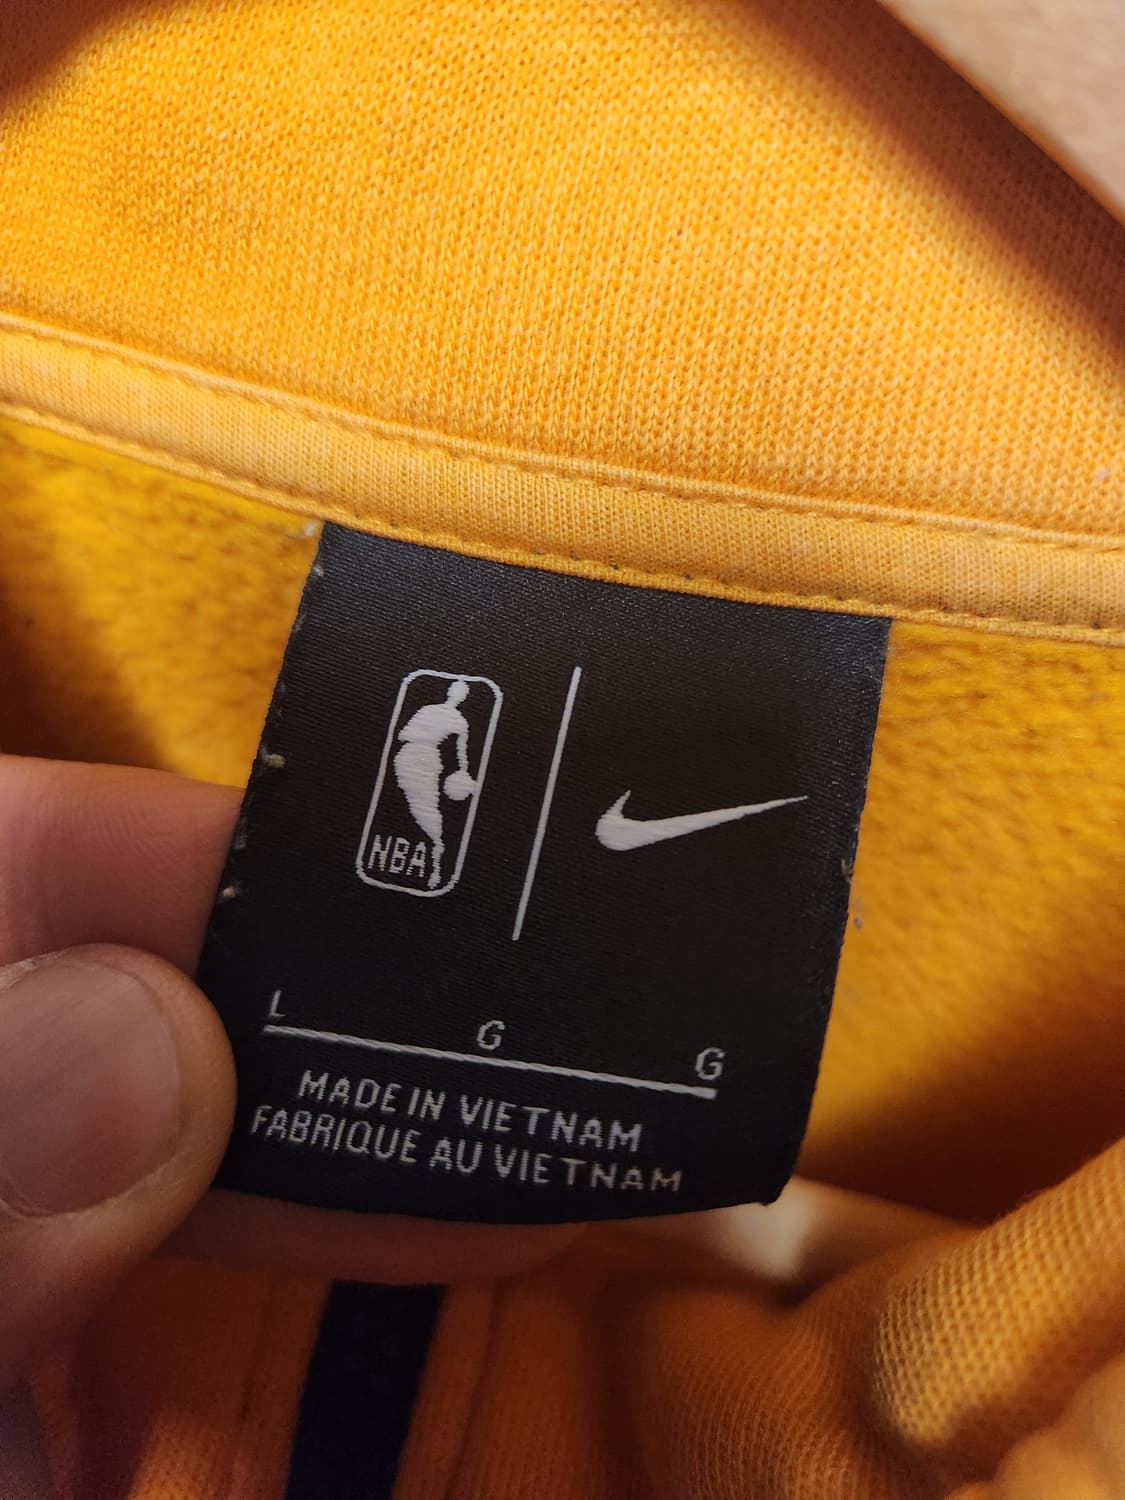 NBA
L G G
MADE IN VIETNAM
FABRIQUE AU VIETNAM